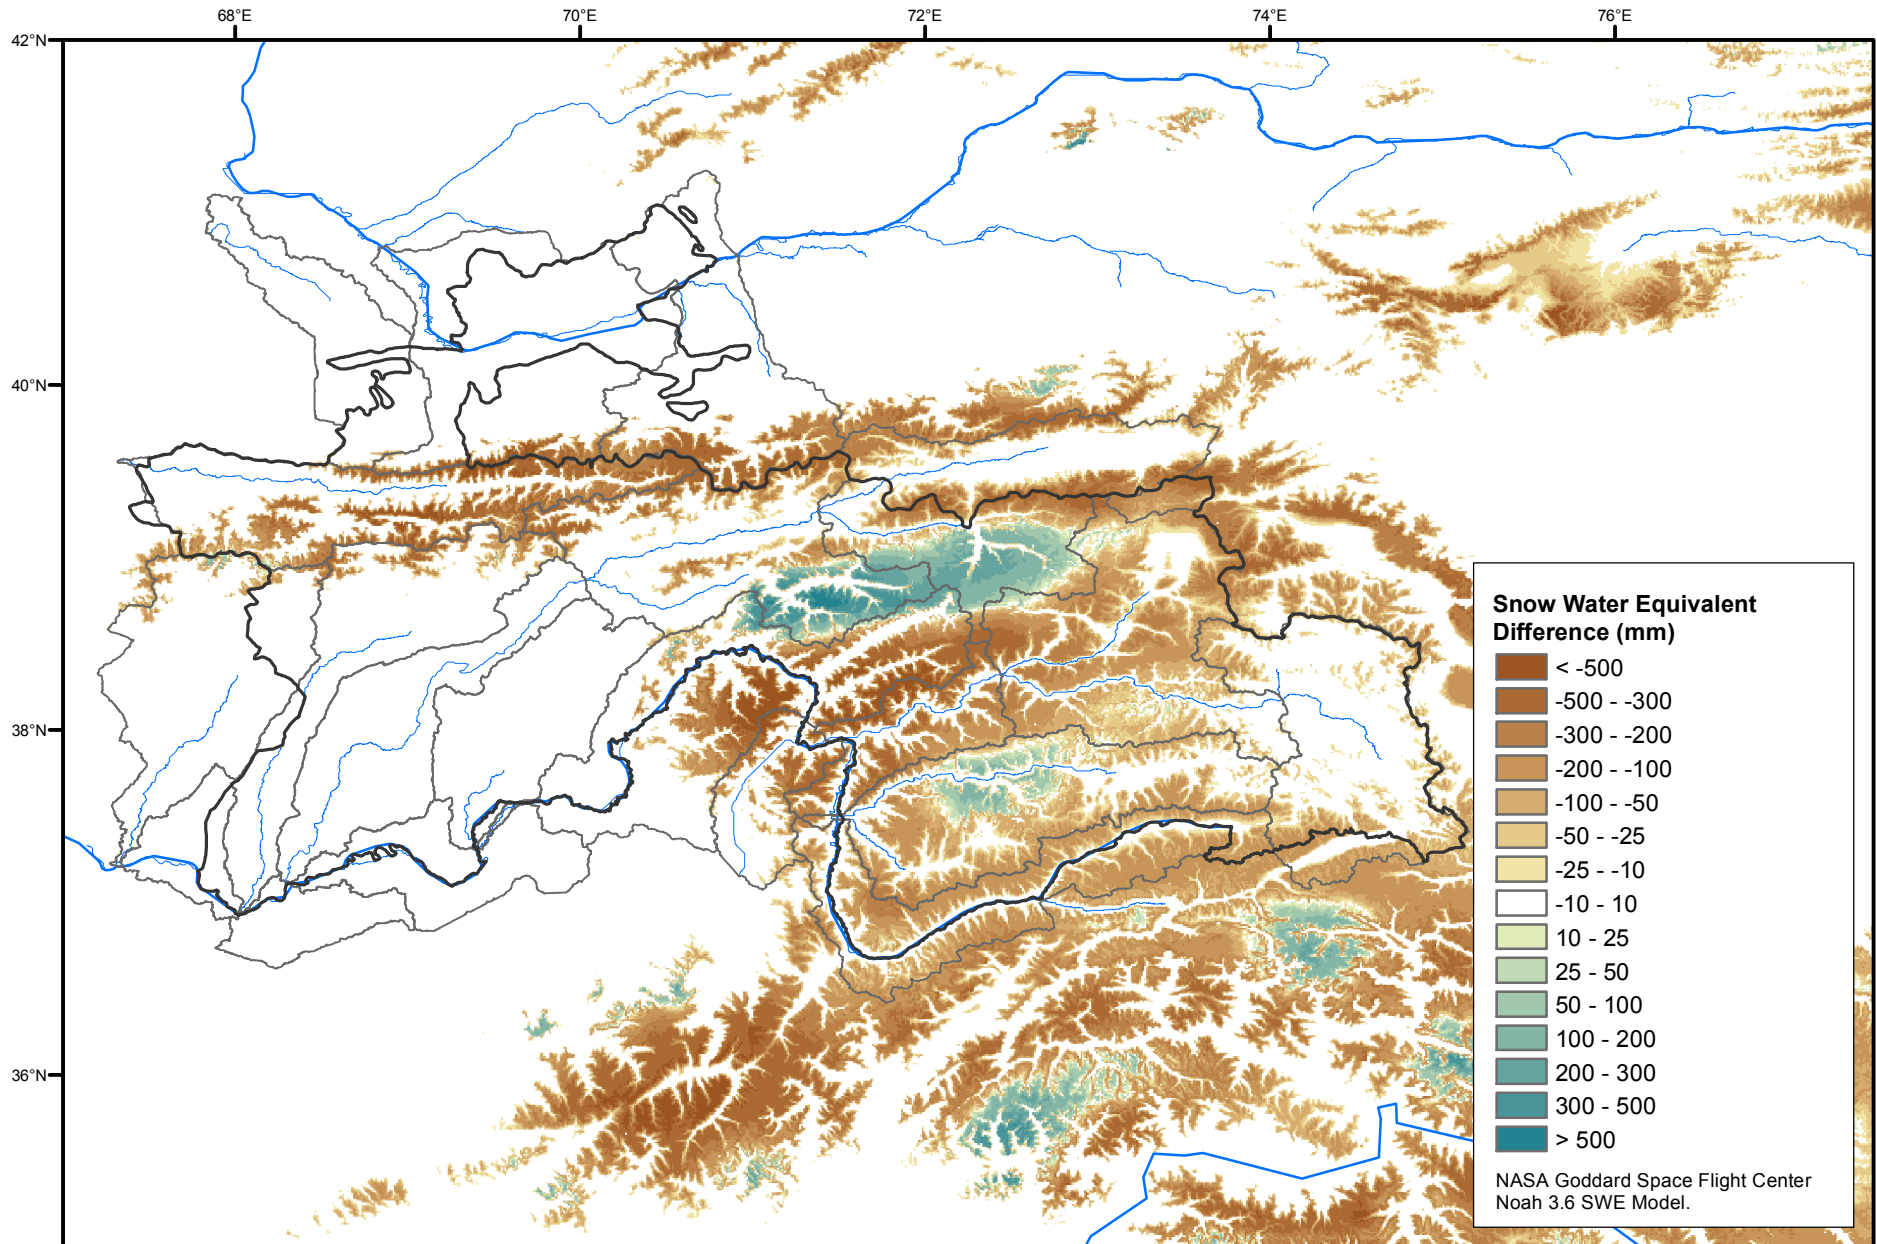 68°E
70°E
72°E
74°E
76°E
42°N
40°N
38°N
36°N
Snow Water Equivalent
Difference (mm)
< -500
-500 - -300
-300 - -200
-200 - -100
-100 - -50
-50 - -25
-25 - -10
-10 - 10
10 - 25
25 - 50
50 - 100
100 - 200
200 - 300
300 - 500
> 500
NASA Goddard Space Flight Center
Noah 3.6 SWE Model.